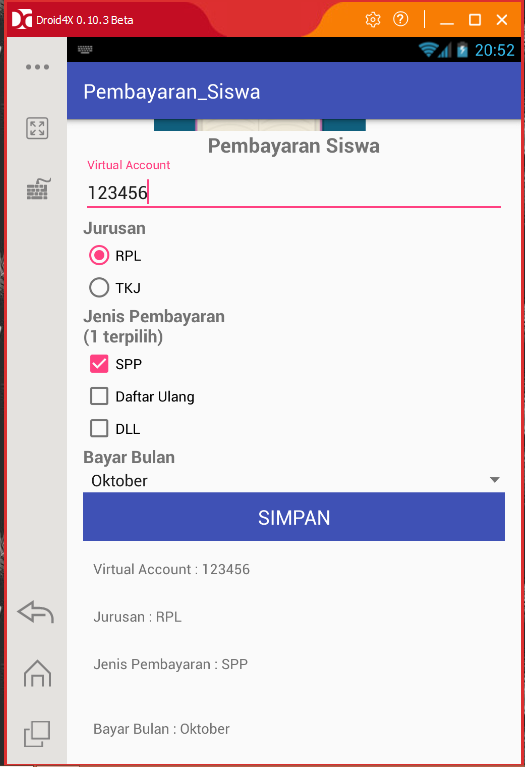 Droid4X 0.10.3 Beta
20:52
Pembayaran_Siswa
Pembayaran Siswa
Virtual Account
123456
Jurusan
RPL
TKJ
Jenis Pembayaran
(1 terpilih)
SPP
Daftar Ulang
DLL
Bayar Bulan
Oktober
SIMPAN
Virtual Account : 123456
Jurusan : RPL
Jenis Pembayaran : SPP
Bayar Bulan : Oktober